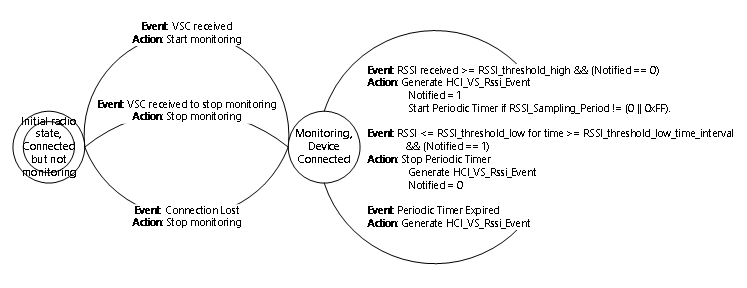 Event: VSC received
Action: Start monitoring
Event: VSC received to stop monitoring
Action: Stop monitoring
Initial radio
state,
Connected
but not
monitoring
Monitoring,
Device
Connected
Event: Connection Lost
Action: Stop monitoring
Event: RSSI received >= RSSI_threshold_high && (Notified == 0)
Action: Generate HCI_VS_Rssi_Event
Notified = 1
Start Periodic Timer if RSSI_Sampling_Period != (0 || 0xFF).
Event: RSSI <= RSSI_threshold_low for time >= RSSI_threshold_low_time_interval
&& (Notified == 1)
Action: Stop Periodic Timer
Generate HCI_VS_Rssi_Event
Notified = 0
Event: Periodic Timer Expired
Action: Generate HCI_VS_Rssi_Event